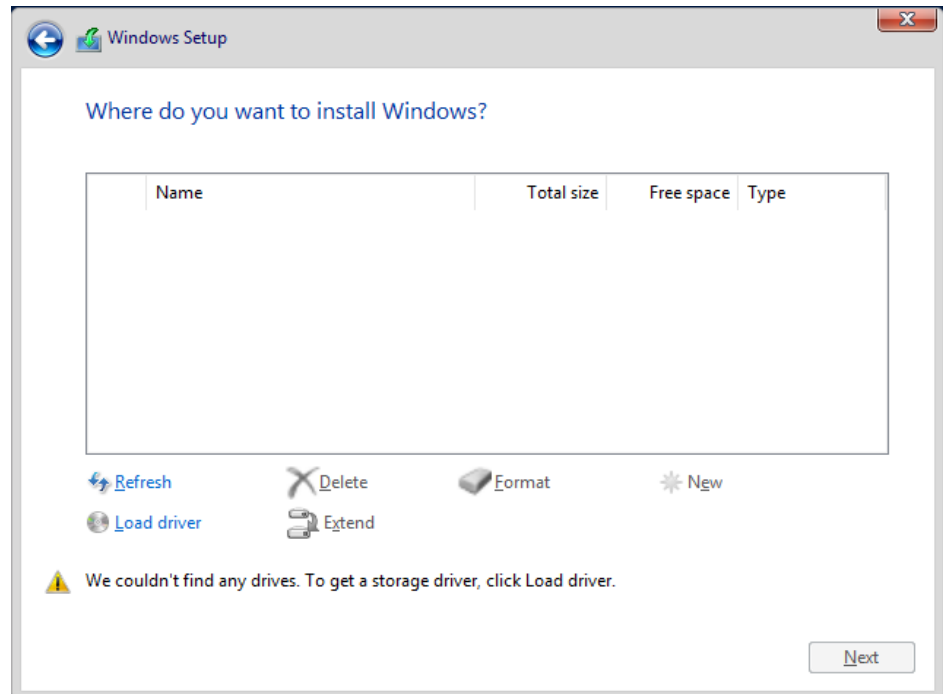 Windows Setup
Where do you want to install Windows?
Name Total size Free space Type
Refresh Delete Format New
Load driver Extend
We couldn't find any drives. To get a storage driver, click Load driver.
Next